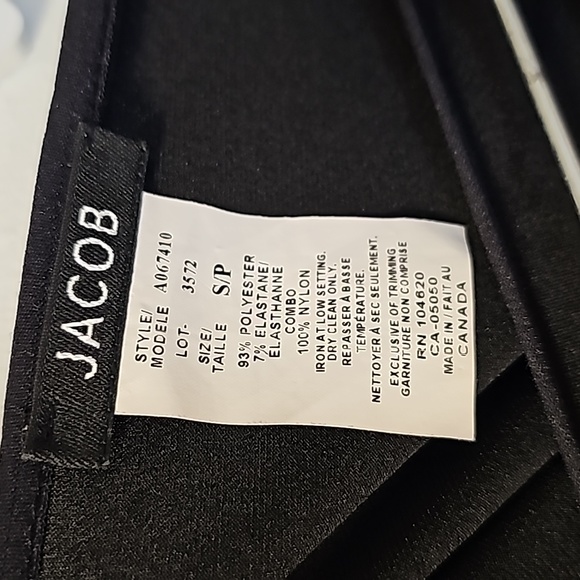 JACOB
STYLE/
MODELE A067410
LOT- 3572
SIZE/
TAILLE S/P
93% POLYESTER
7% ELASTANE/
ELASTHANNE
COMBO
100% NYLON
IRON AT LOW SETTING.
DRY CLEAN ONLY.
REPASSER À BASSE
TEMPÉRATURE.
NETTOYER À SEC SEULEMENT.
EXCLUSIVE OF TRIMMING
GARNITURE NON COMPRISE
RN 104620
CA-05650
MADE IN / FAIT AU
CANADA